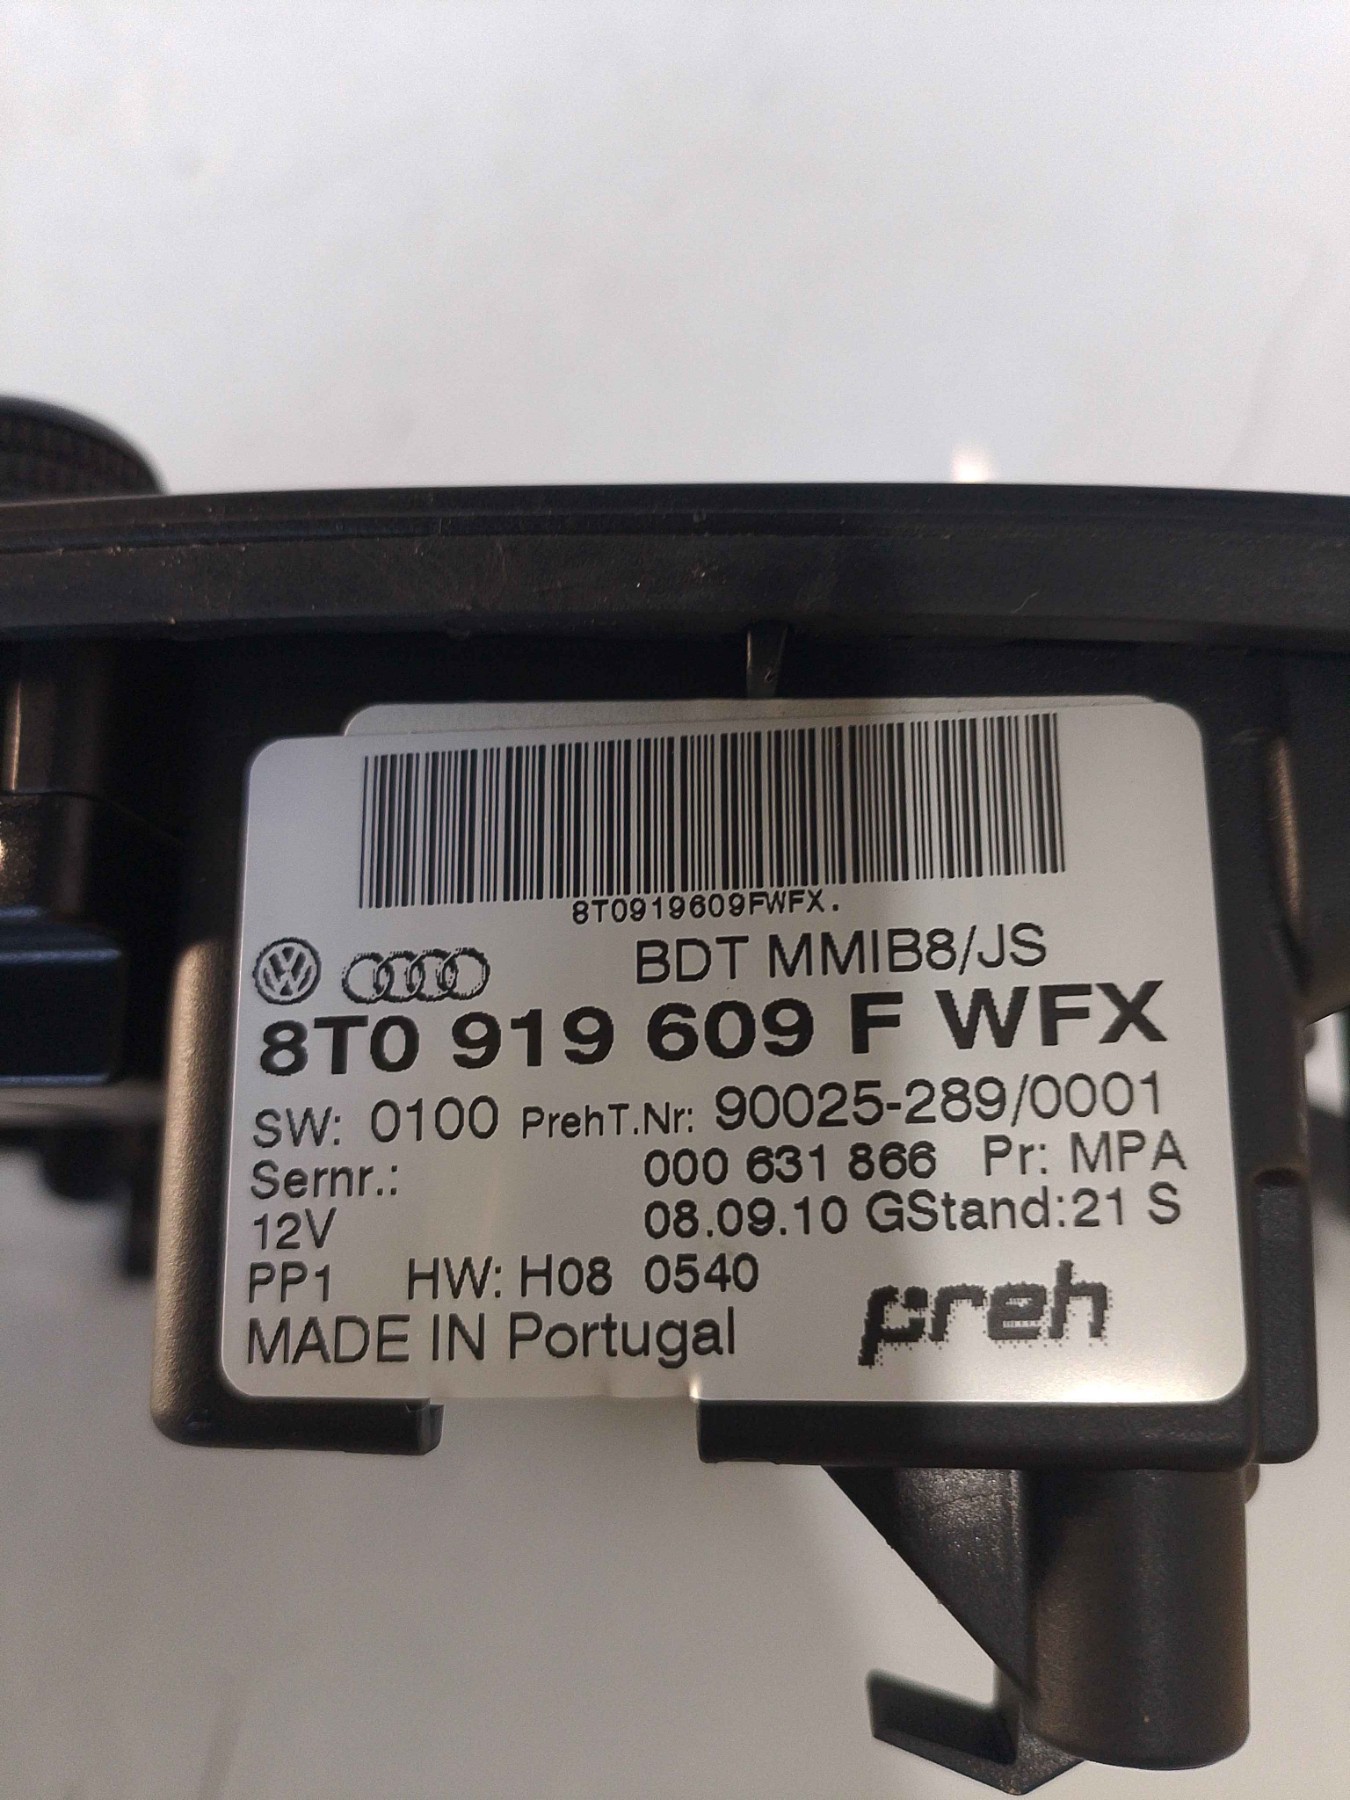 8T0919609FWFX.
BDT MMIB8/JS
8T0 919 609 F WFX
SW: 0100 PrehT.Nr: 90025-289/0001
Sernr.: 000 631 866 Pr: MPA
12V 08.09.10 GStand:21 S
PP1 HW: H08 0540
MADE IN Portugal preh